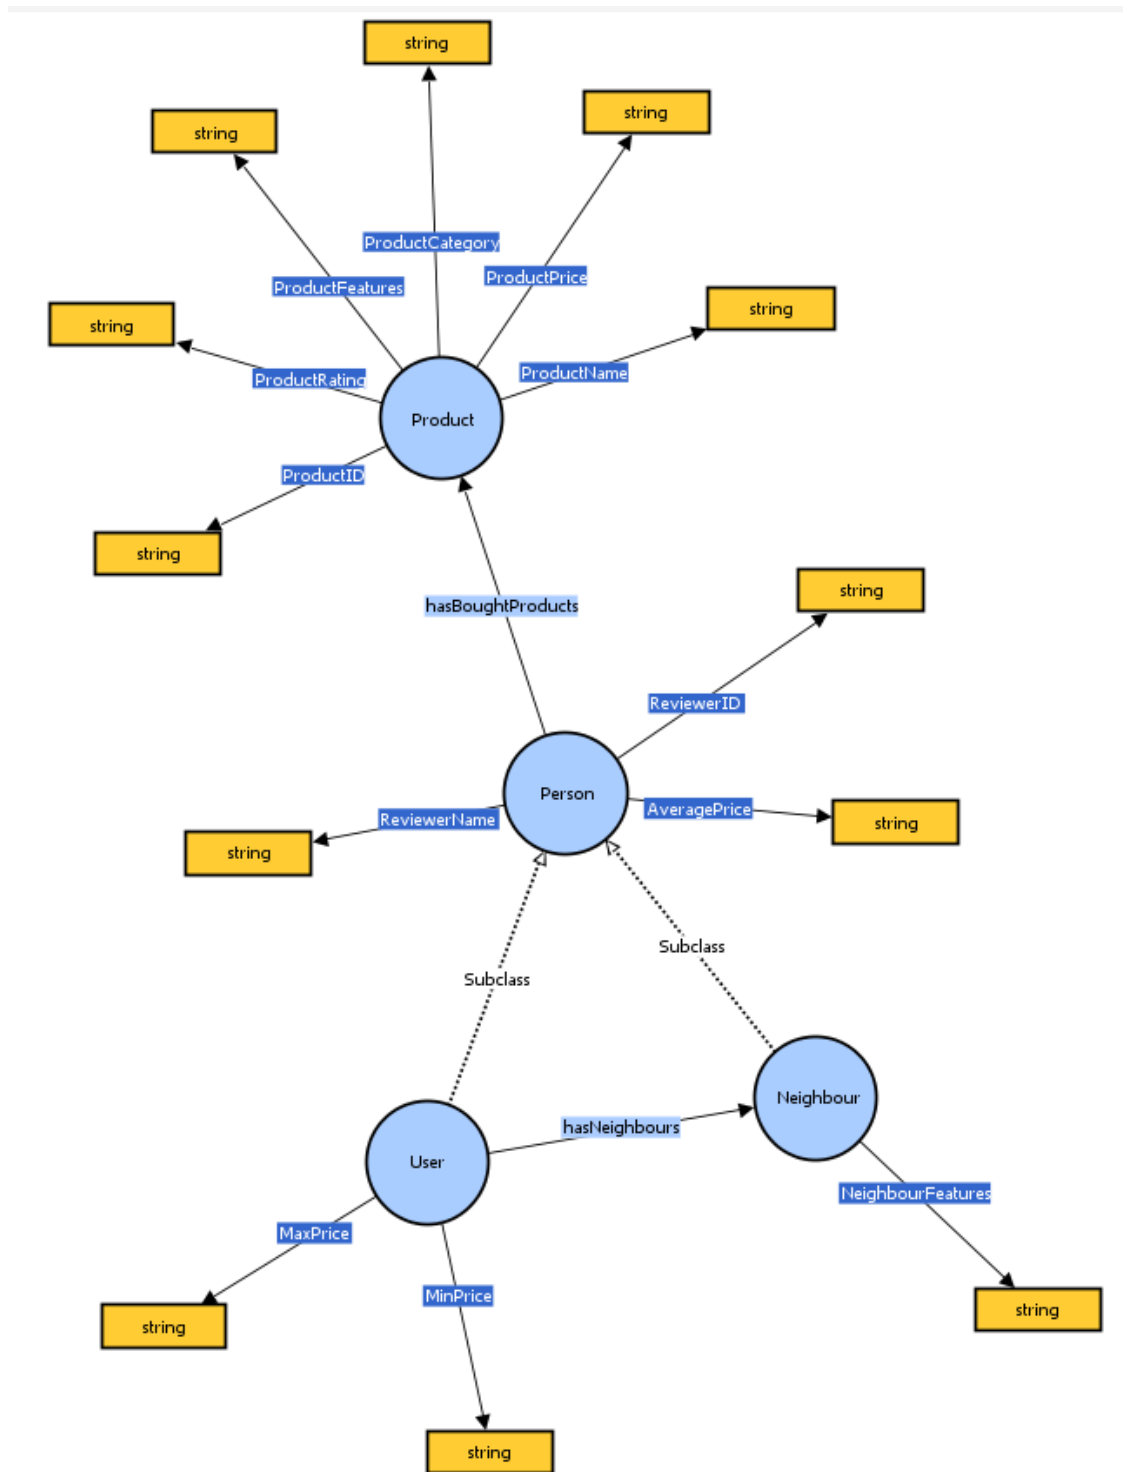 string
string
string
ProductCategory
ProductPrice
ProductFeatures
string
string
ProductName
ProductRating
Product
ProductID
string
string
hasBoughtProducts
ReviewerID
Person
AveragePrice
ReviewerName
string
string
Subclass
Subclass
Neighbour
hasNeighbours
User
NeighbourFeatures
MaxPrice
MinPrice
string
string
string